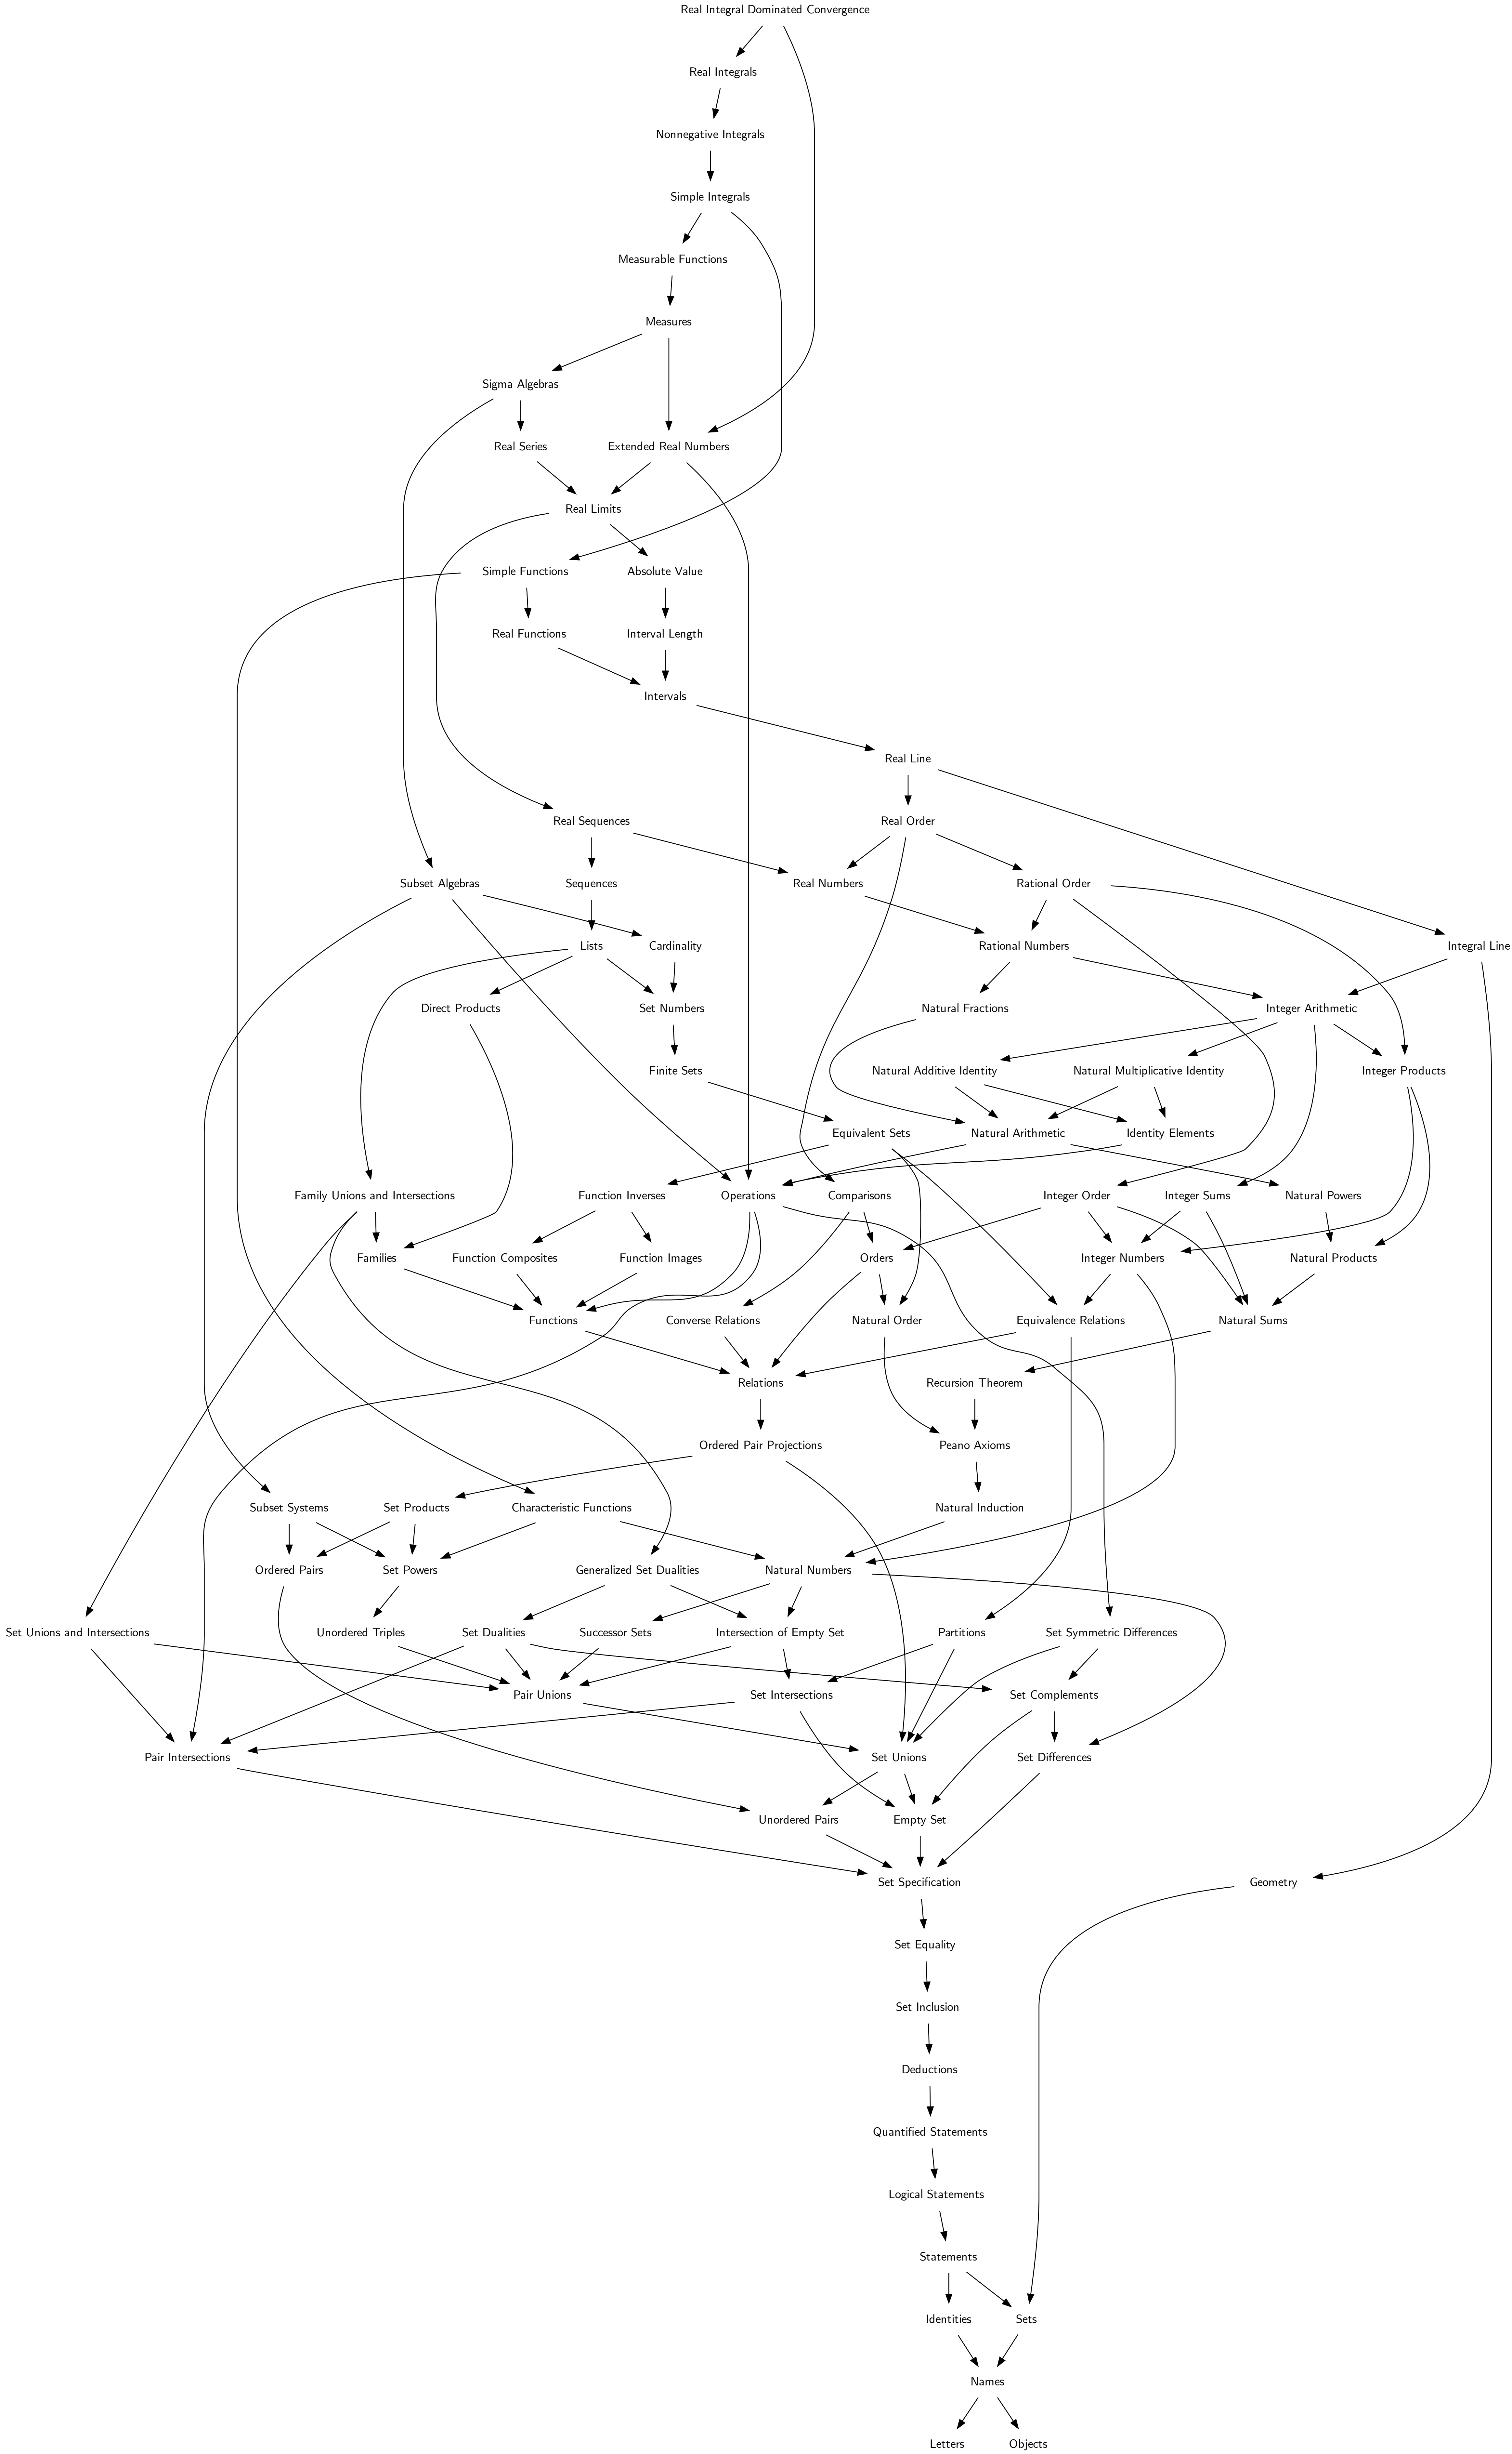 Real Integral Dominated Convergence
Real Integrals
Nonnegative Integrals
Simple Integrals
Measurable Functions
Measures
Sigma Algebras
Real Series
Extended Real Numbers
Real Limits
Simple Functions
Absolute Value
Real Functions
Interval Length
Intervals
Real Line
Real Sequences
Real Order
Subset Algebras
Sequences
Real Numbers
Rational Order
Lists
Cardinality
Rational Numbers
Integral Line
Direct Products
Set Numbers
Natural Fractions
Integer Arithmetic
Finite Sets
Natural Additive Identity
Natural Multiplicative Identity
Integer Products
Equivalent Sets
Natural Arithmetic
Identity Elements
Family Unions and Intersections
Function Inverses
Operations
Comparisons
Integer Order
Integer Sums
Natural Powers
Families
Function Composites
Function Images
Orders
Integer Numbers
Natural Products
Functions
Converse Relations
Natural Order
Equivalence Relations
Natural Sums
Relations
Recursion Theorem
Ordered Pair Projections
Peano Axioms
Subset Systems
Set Products
Characteristic Functions
Natural Induction
Ordered Pairs
Set Powers
Generalized Set Dualities
Natural Numbers
Set Unions and Intersections
Unordered Triples
Set Dualities
Successor Sets
Intersection of Empty Set
Partitions
Set Symmetric Differences
Pair Unions
Set Intersections
Set Complements
Pair Intersections
Set Unions
Set Differences
Unordered Pairs
Empty Set
Set Specification
Geometry
Set Equality
Set Inclusion
Deductions
Quantified Statements
Logical Statements
Statements
Identities
Sets
Names
Letters
Objects